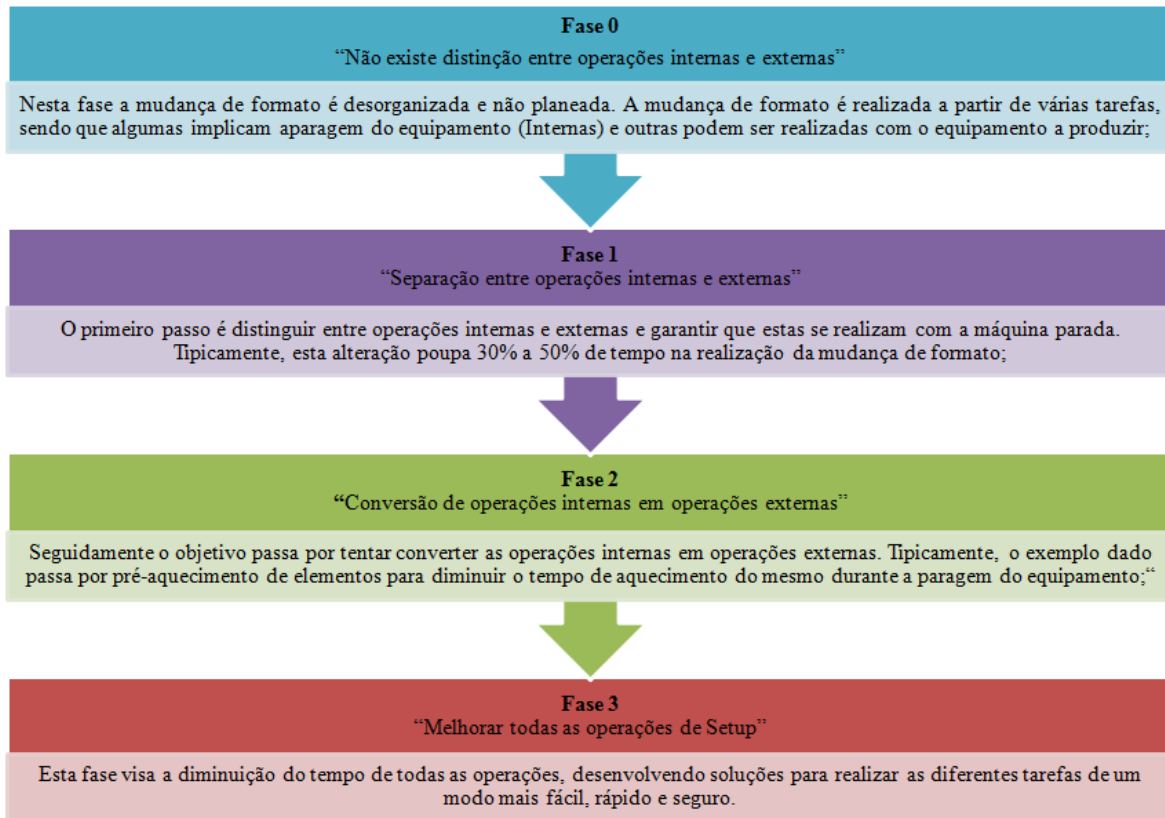 Fase 0
“Não existe distinção entre operações internas e externas”
Nesta fase a mudança de formato é desorganizada e não planeada. A mudança de formato é realizada a partir de várias tarefas,
sendo que algumas implicam aparagem do equipamento (Internas) e outras podem ser realizadas com o equipamento a produzir;
Fase 1
“Separação entre operações internas e externas”
O primeiro passo é distinguir entre operações internas e externas e garantir que estas se realizam com a máquina parada.
Tipicamente, esta alteração poupa 30% a 50% de tempo na realização da mudança de formato;
Fase 2
“Conversão de operações internas em operações externas”
Seguidamente o objetivo passa por tentar converter as operações internas em operações externas. Tipicamente, o exemplo dado
passa por pré-aquecimento de elementos para diminuir o tempo de aquecimento do mesmo durante a paragem do equipamento;“
Fase 3
“Melhorar todas as operações de Setup”
Esta fase visa a diminuição do tempo de todas as operações, desenvolvendo soluções para realizar as diferentes tarefas de um
modo mais fácil, rápido e seguro.